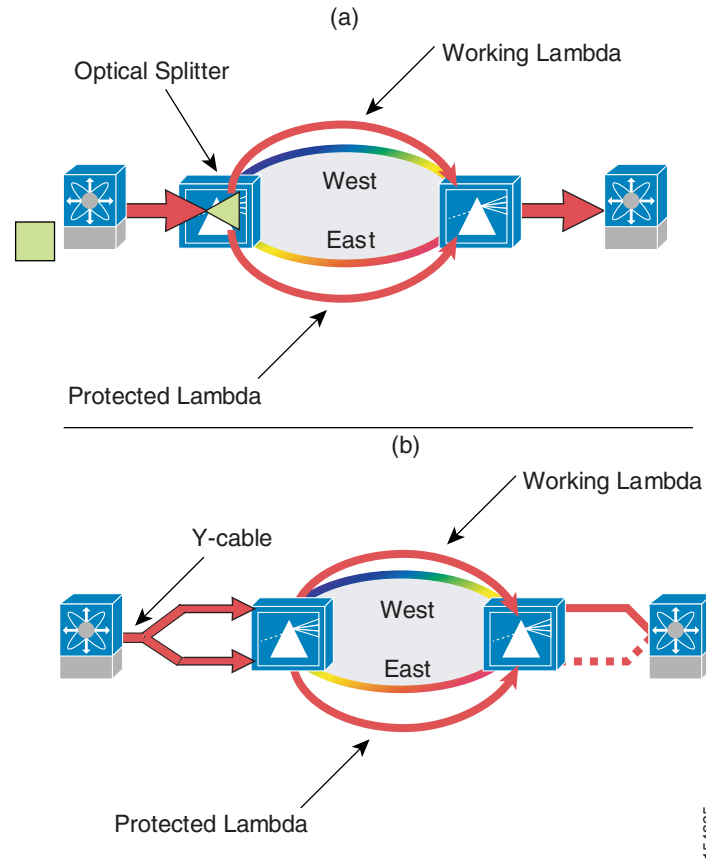 (a)
Working Lambda
Optical Splitter
West
East
Protected Lambda
(b)
Working Lambda
Y-cable
West
East
Protected Lambda